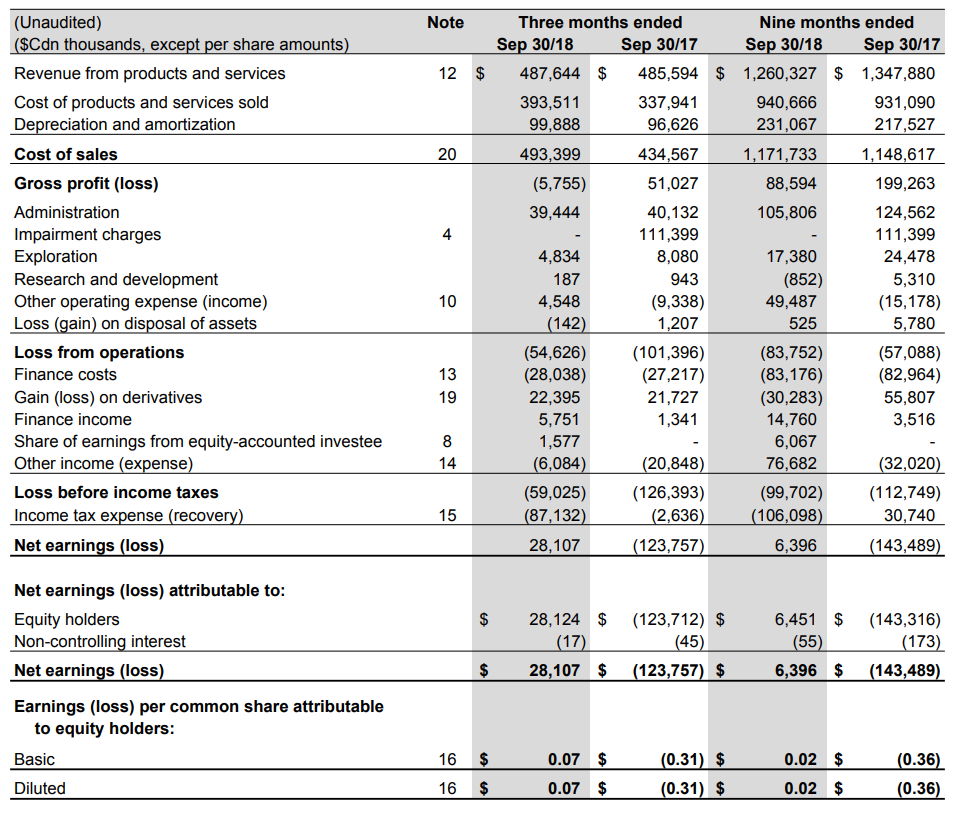 (Unaudited) Note Three months ended Nine months ended
($Cdn thousands, except per share amounts) Sep 30/18 Sep 30/17 Sep 30/18 Sep 30/17
Revenue from products and services 12 $ 487,644 $ 485,594 $ 1,260,327 $ 1,347,880
Cost of products and services sold 393,511 337,941 940,666 931,090
Depreciation and amortization 99,888 96,626 231,067 217,527
Cost of sales 20 493,399 434,567 1,171,733 1,148,617
Gross profit (loss) (5,755) 51,027 88,594 199,263
Administration 39,444 40,132 105,806 124,562
Impairment charges 4 - 111,399 - 111,399
Exploration 4,834 8,080 17,380 24,478
Research and development 187 943 (852) 5,310
Other operating expense (income) 10 4,548 (9,338) 49,487 (15,178)
Loss (gain) on disposal of assets (142) 1,207 525 5,780
Loss from operations (54,626) (101,396) (83,752) (57,088)
Finance costs 13 (28,038) (27,217) (83,176) (82,964)
Gain (loss) on derivatives 19 22,395 21,727 (30,283) 55,807
Finance income 5,751 1,341 14,760 3,516
Share of earnings from equity-accounted investee 8 1,577 - 6,067 -
Other income (expense) 14 (6,084) (20,848) 76,682 (32,020)
Loss before income taxes (59,025) (126,393) (99,702) (112,749)
Income tax expense (recovery) 15 (87,132) (2,636) (106,098) 30,740
Net earnings (loss) 28,107 (123,757) 6,396 (143,489)
Net earnings (loss) attributable to:
Equity holders $ 28,124 $ (123,712) $ 6,451 $ (143,316)
Non-controlling interest (17) (45) (55) (173)
Net earnings (loss) $ 28,107 $ (123,757) $ 6,396 $ (143,489)
Earnings (loss) per common share attributable
to equity holders:
Basic 16 $ 0.07 $ (0.31) $ 0.02 $ (0.36)
Diluted 16 $ 0.07 $ (0.31) $ 0.02 $ (0.36)